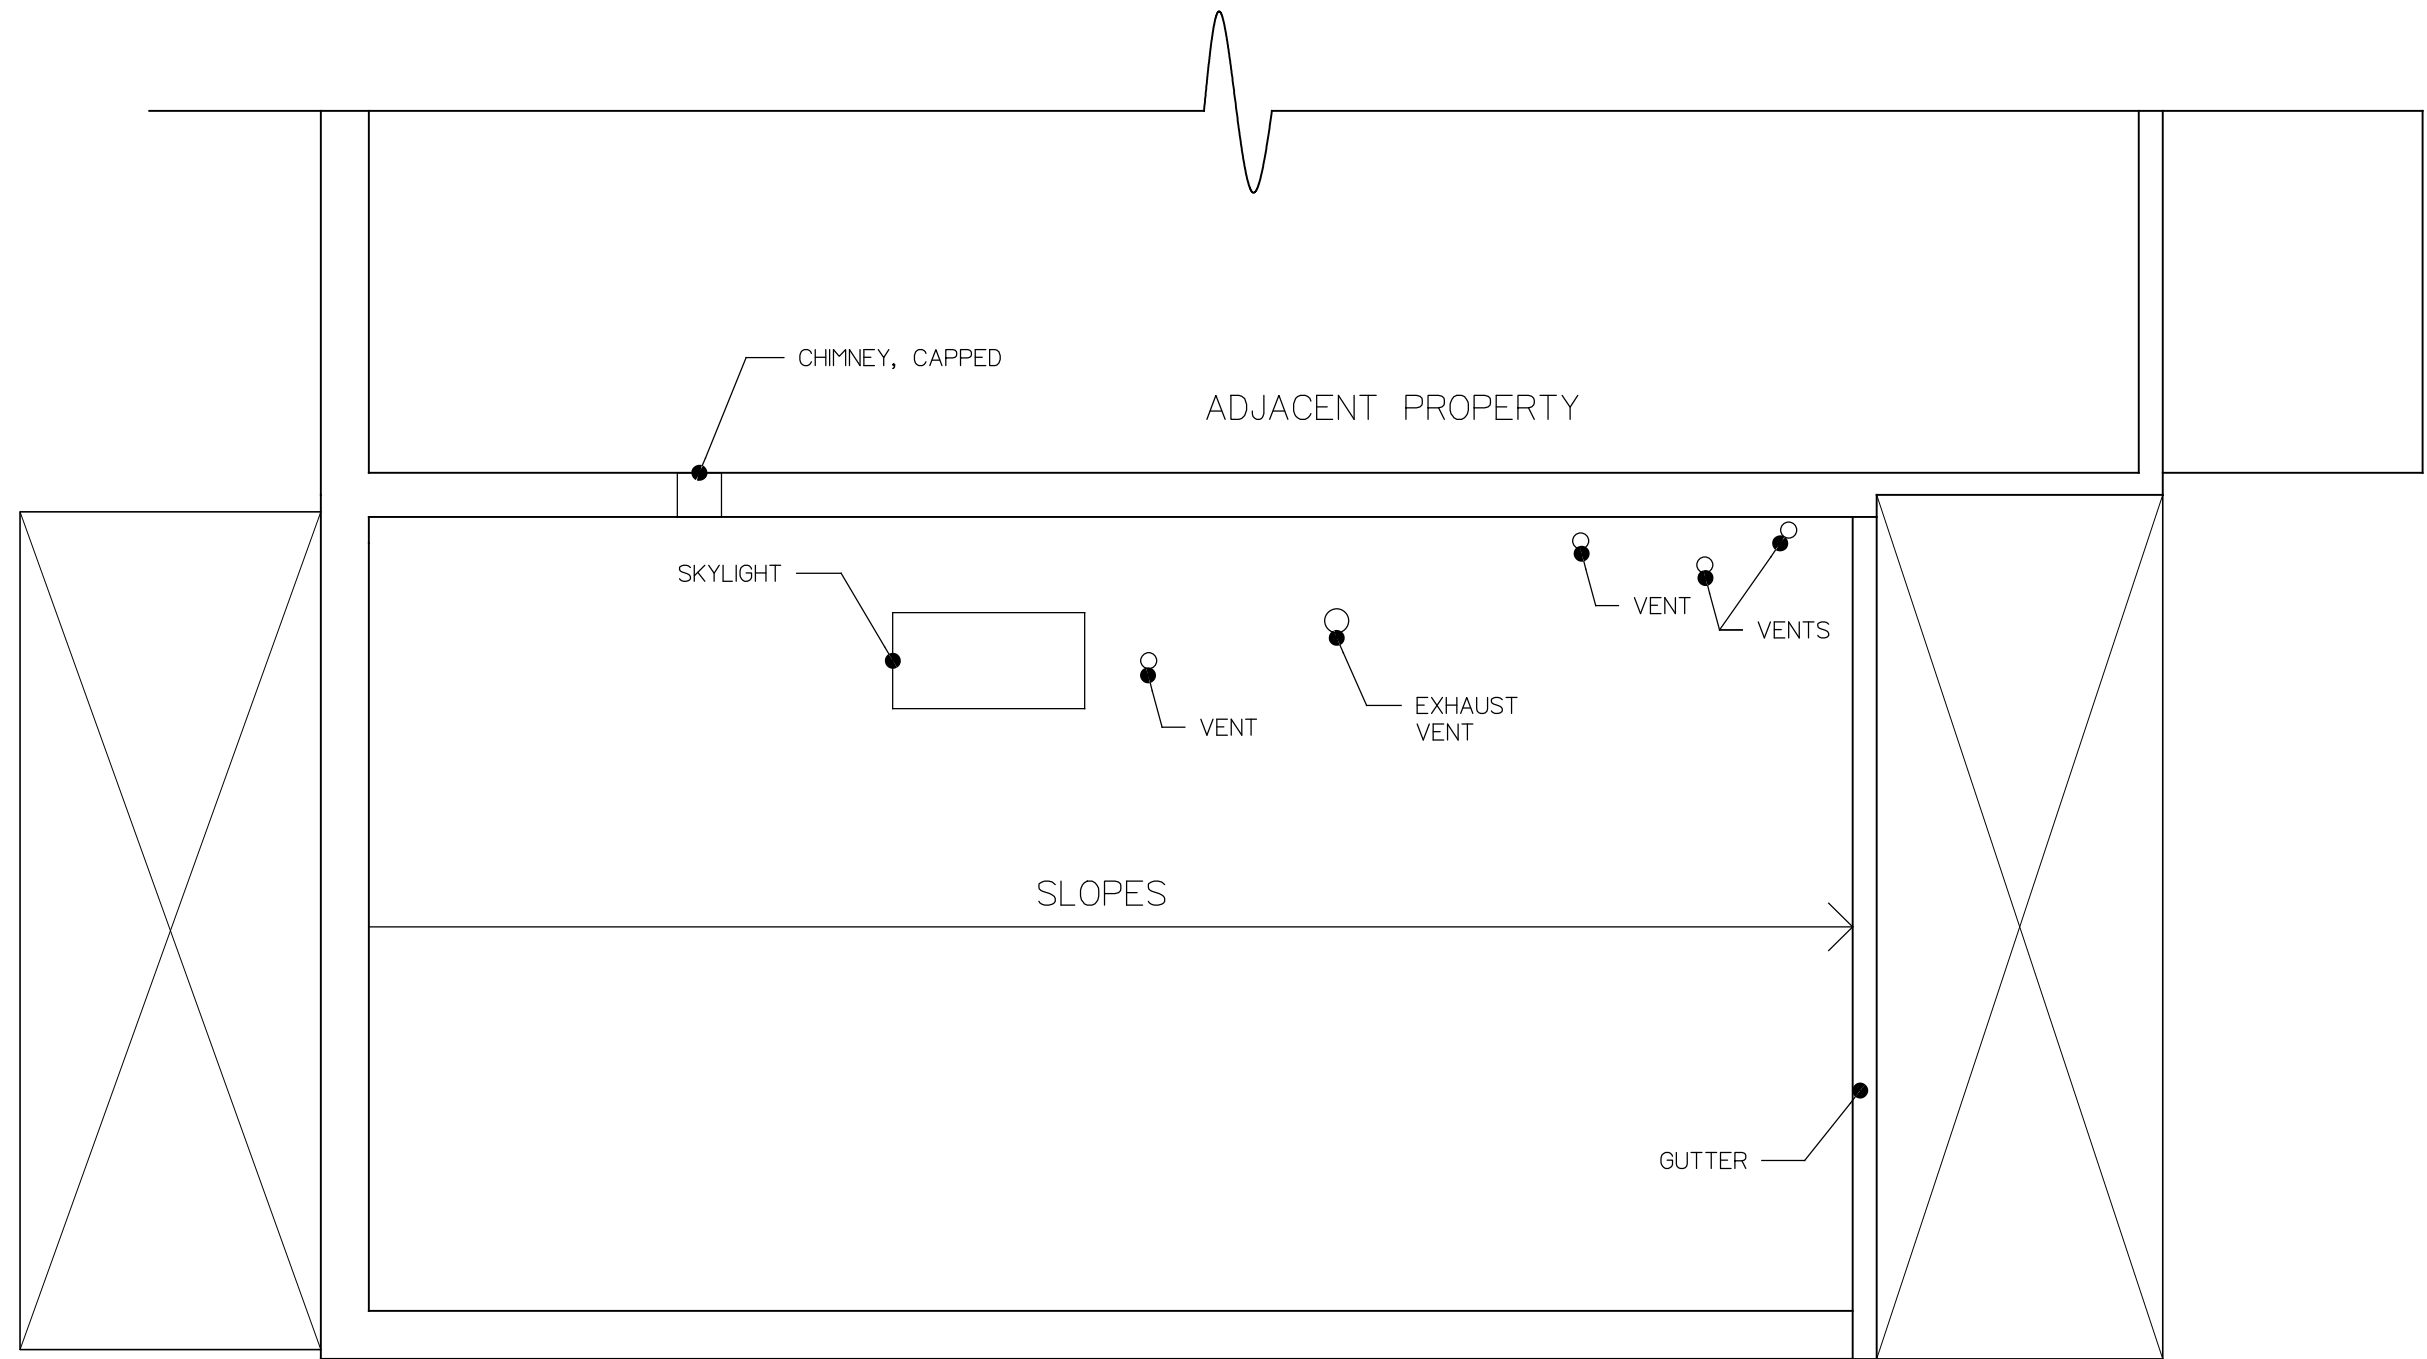 CHIMNEY, CAPPED
ADJACENT PROPERTY
SKYLIGHT
VENT
VENTS
EXHAUST
VENT
VENT
SLOPES
GUTTER